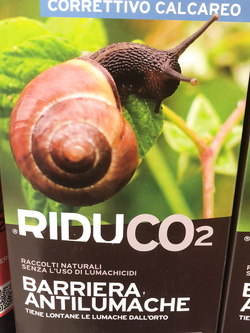 CORRETTIVO CALCAREO
®RIDUCO2
RACCOLTI NATURALI
SENZA L'USO DI LUMACHICIDI
BARRIERA
ANTILUMACHE
TIENE LONTANE LE LUMACHE DALL'ORTO